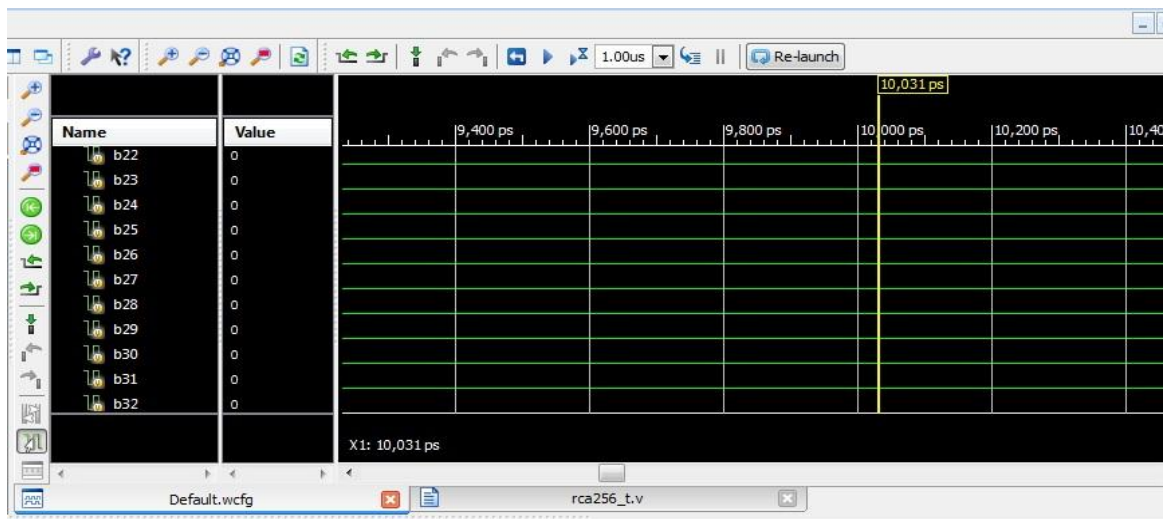 1.00us
Re-launch
10,031 ps
Name Value 9,400 ps 9,600 ps 9,800 ps 10,000 ps 10,200 ps 10,40
b22 0
b23 0
b24 0
b25 0
b26 0
b27 0
b28 0
b29 0
b30 0
b31 0
b32 0
X1: 10,031 ps
Default.wcfg rca256_t.v